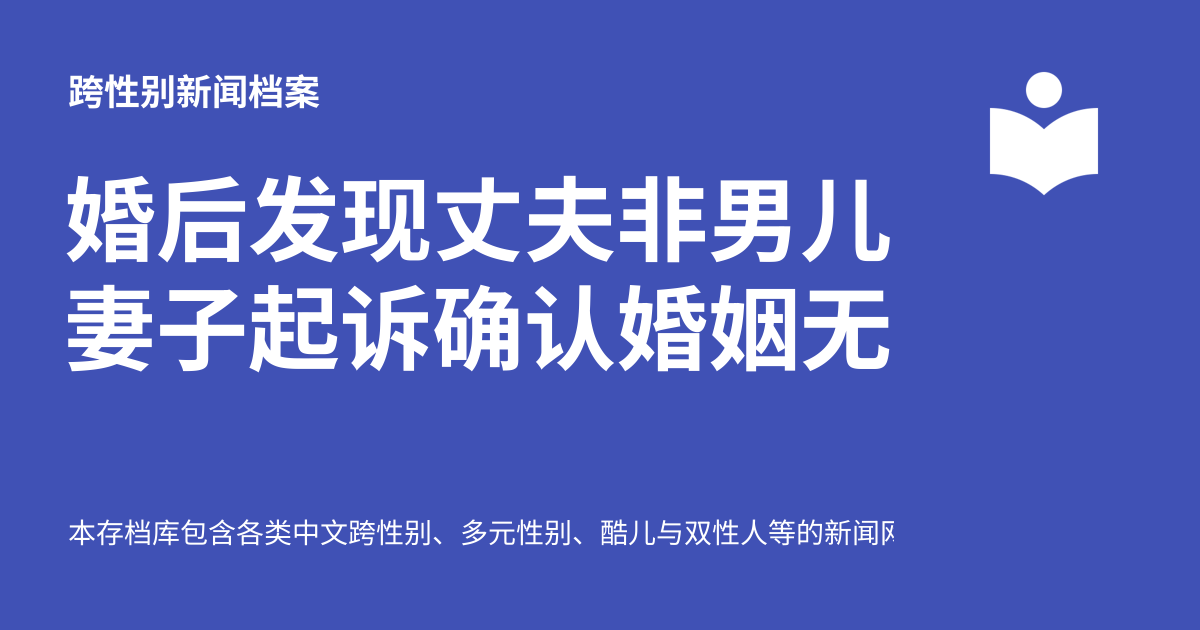 跨性别新闻档案
婚后发现丈夫非男儿
妻子起诉确认婚姻无
本存档库包含各类中文跨性别、多元性别、酷儿与双性人等的新闻